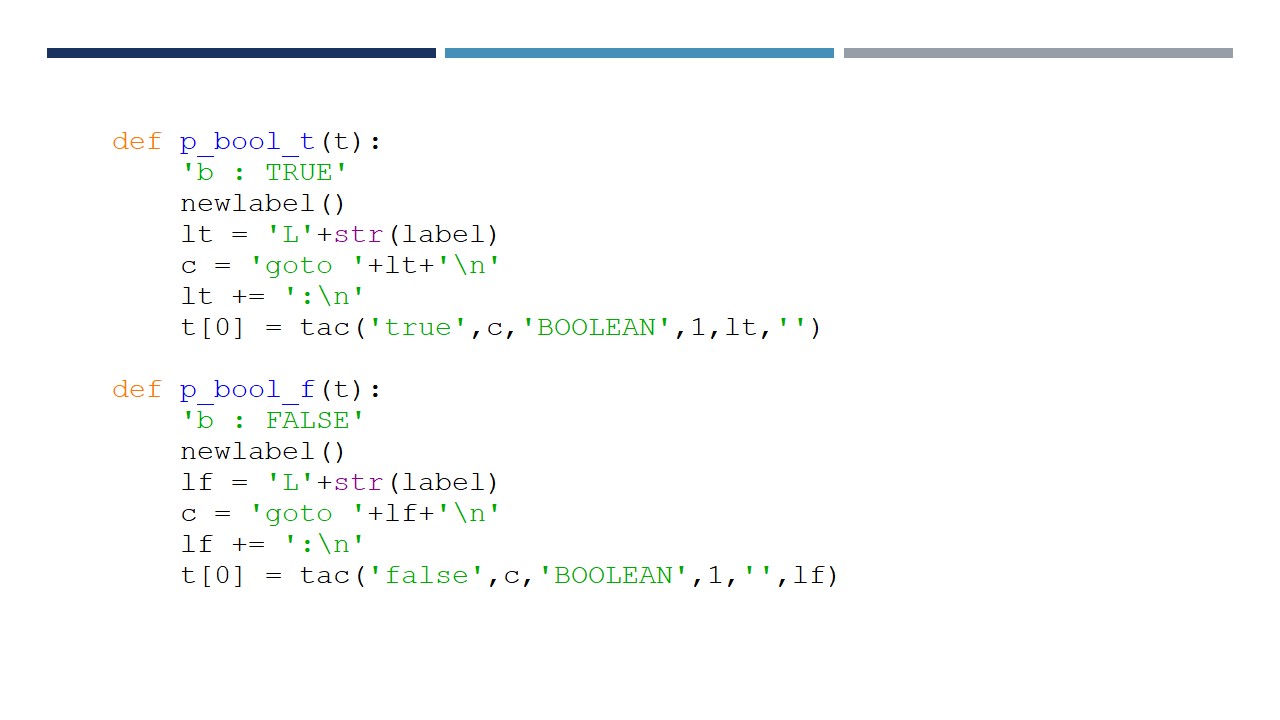 def p_bool_t(t):
    'b : TRUE'
    newlabel()
    lt = 'L'+str(label)
    c = 'goto '+lt+'\n'
    lt += ':\n'
    t[0] = tac('true',c,'BOOLEAN',1,lt,'')

def p_bool_f(t):
    'b : FALSE'
    newlabel()
    lf = 'L'+str(label)
    c = 'goto '+lf+'\n'
    lf += ':\n'
    t[0] = tac('false',c,'BOOLEAN',1,'',lf)